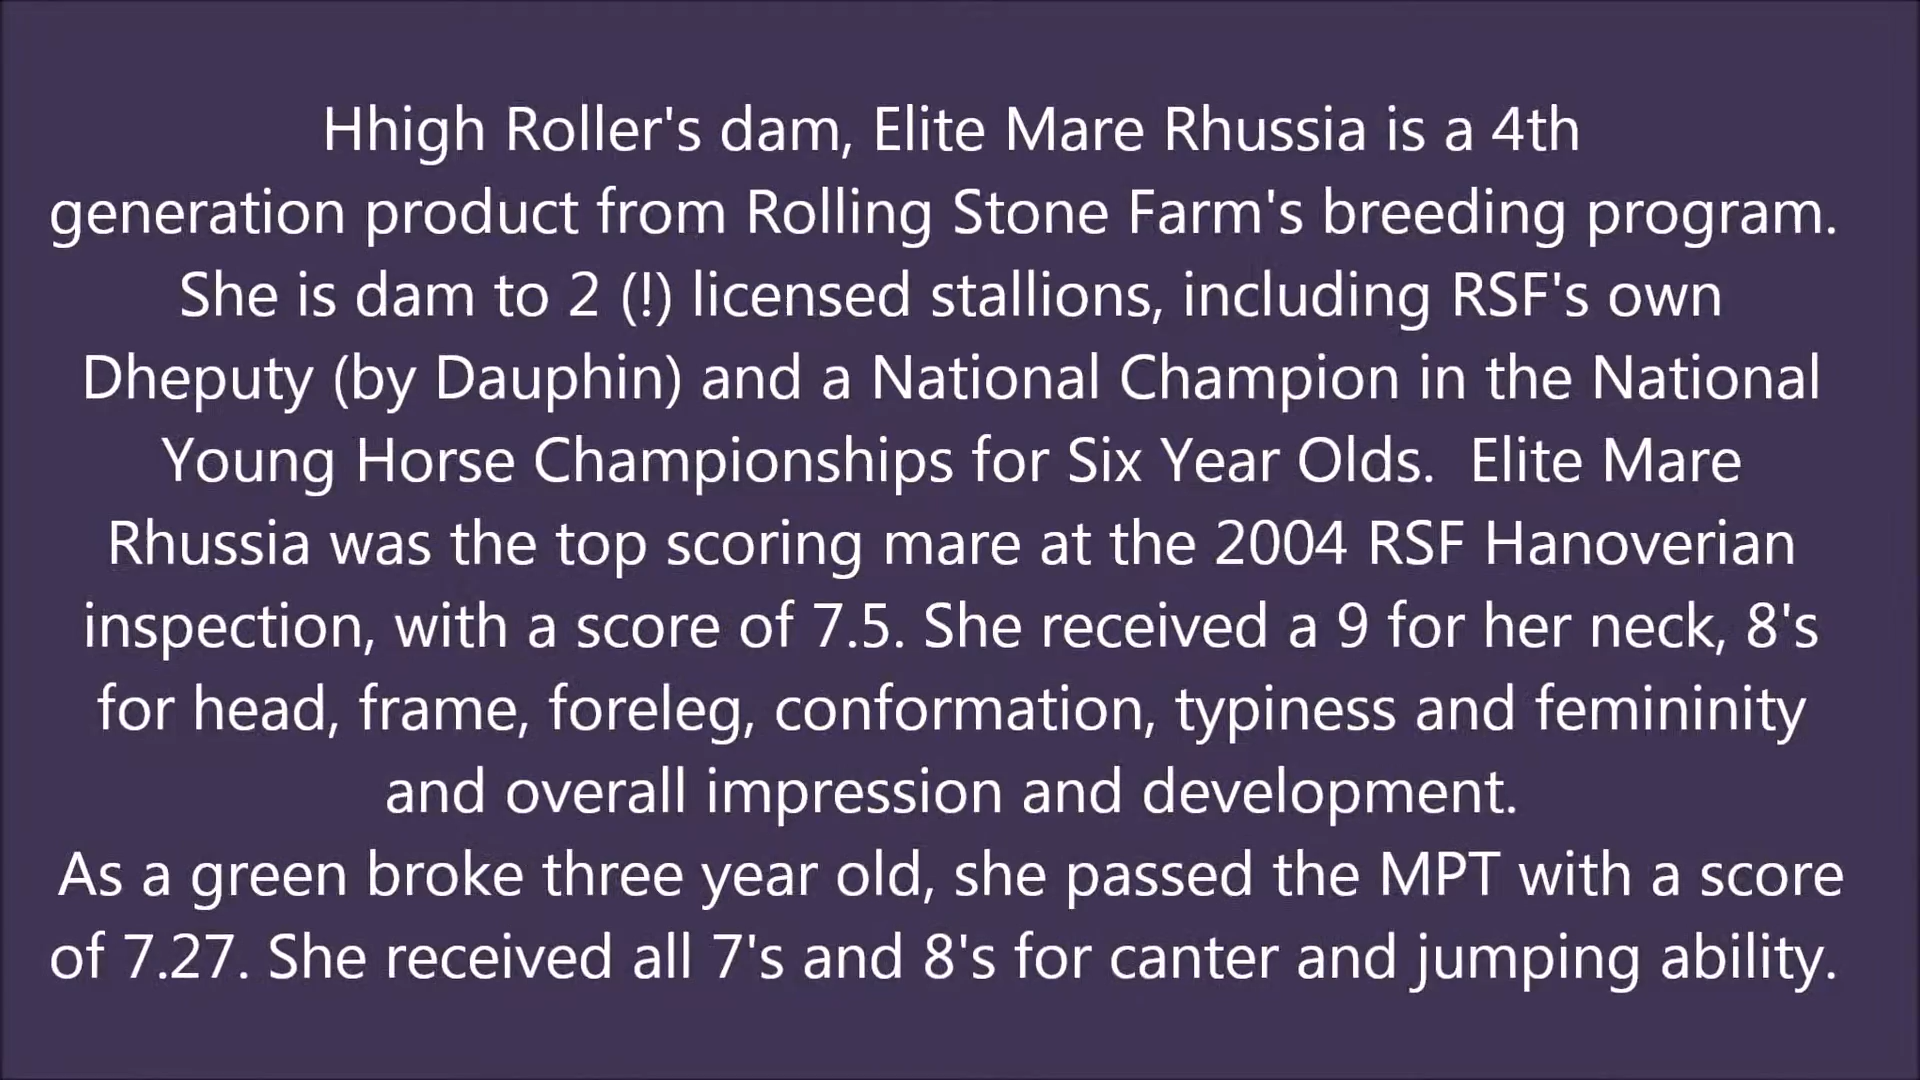 Hhigh Roller's dam, Elite Mare Rhussia is a 4th
generation product from Rolling Stone Farm's breeding program.
She is dam to 2 (!) licensed stallions, including RSF's own
Dheputy (by Dauphin) and a National Champion in the National
Young Horse Championships for Six Year Olds.  Elite Mare
Rhussia was the top scoring mare at the 2004 RSF Hanoverian
inspection, with a score of 7.5. She received a 9 for her neck, 8's
for head, frame, foreleg, conformation, typiness and femininity
and overall impression and development.
As a green broke three year old, she passed the MPT with a score
of 7.27. She received all 7's and 8's for canter and jumping ability.